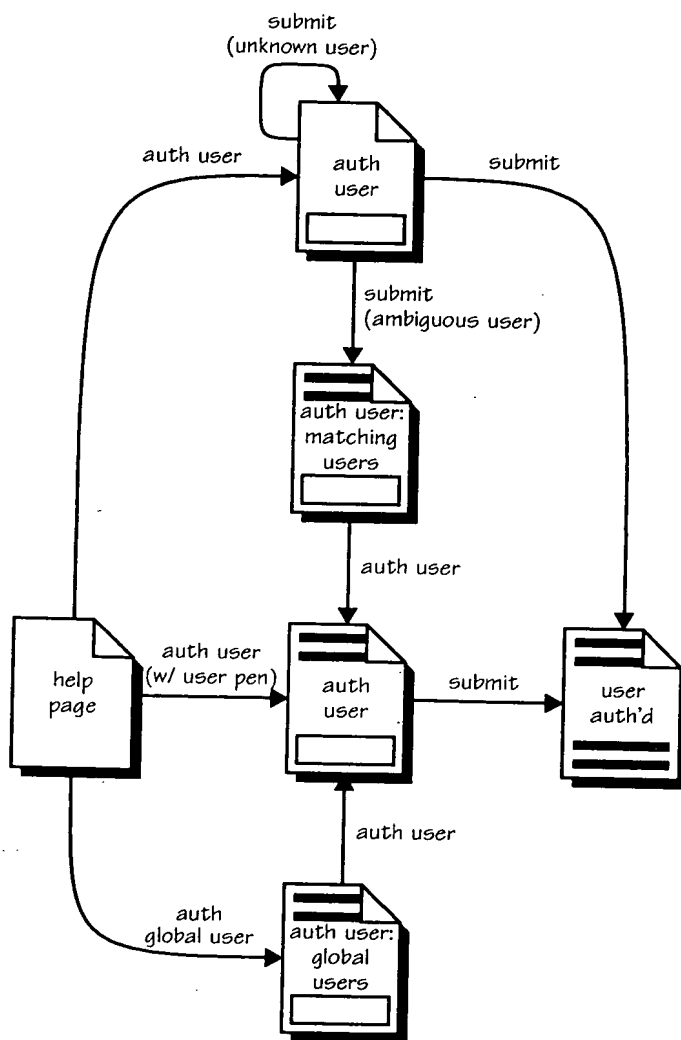 submit
(unknown user)
auth user
auth
user
submit
submit
(ambiguous user)
auth user:
matching
users
auth user
help
page
auth user
(w/ user pen)
auth
user
submit
user
auth'd
auth user
auth
global user
auth user:
global
users